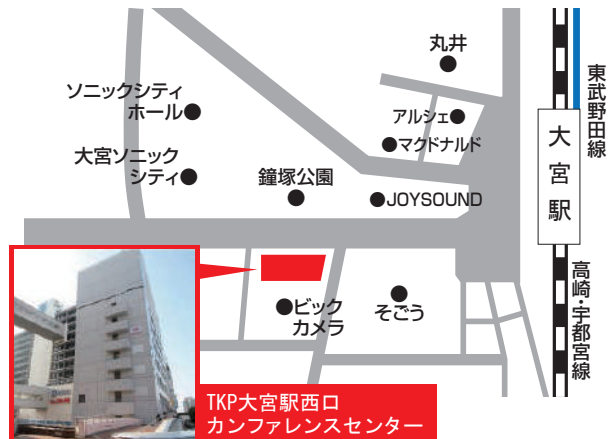 丸井
ソニックシティ
ホール
アルシェ
マクドナルド
大宮ソニック
シティ
鐘塚公園
JOYSOUND
大宮駅
東武野田線
ビック
カメラ
そごう
高崎・宇都宮線
TKP大宮駅西口
カンファレンスセンター